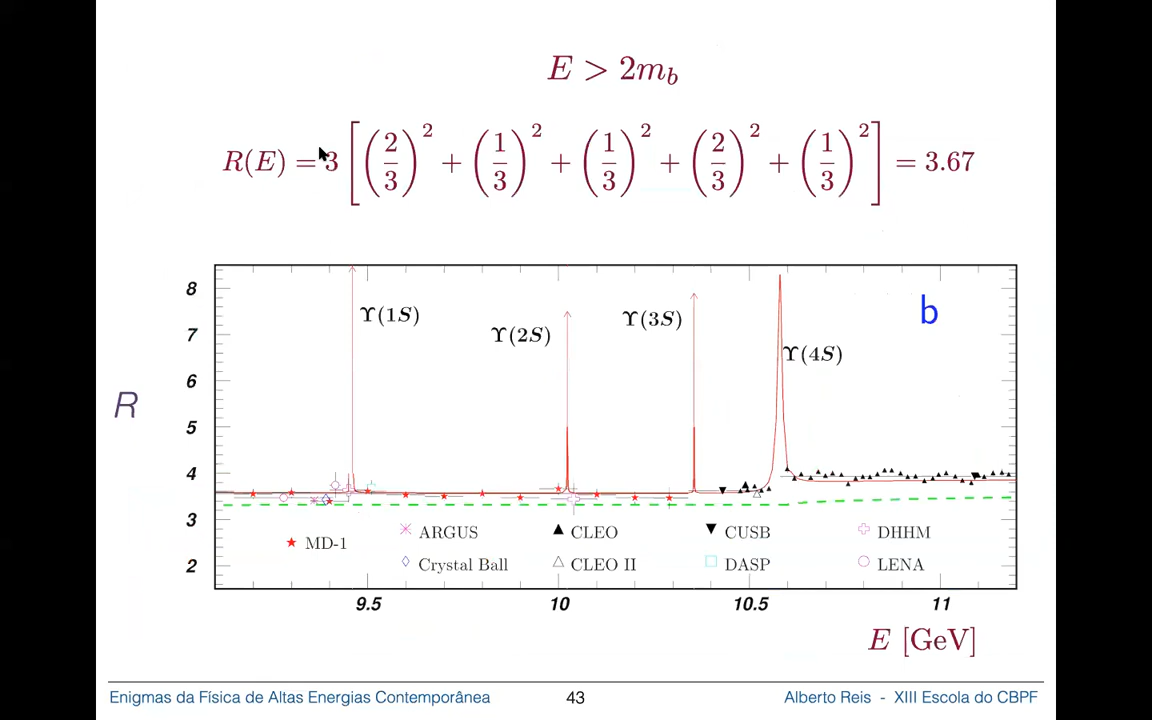 E > 2m_b
R(E) = 3 [ (2/3)^2 + (1/3)^2 + (1/3)^2 + (2/3)^2 + (1/3)^2 ] = 3.67
8
7
6
5
4
3
2
R
ϒ(1S)
ϒ(2S)
ϒ(3S)
ϒ(4S)
b
MD-1
ARGUS
CLEO
CUSB
DHHM
Crystal Ball
CLEO II
DASP
LENA
9.5 10 10.5 11
E [GeV]
Enigmas da Física de Altas Energias Contemporânea 43 Alberto Reis - XIII Escola do CBPF